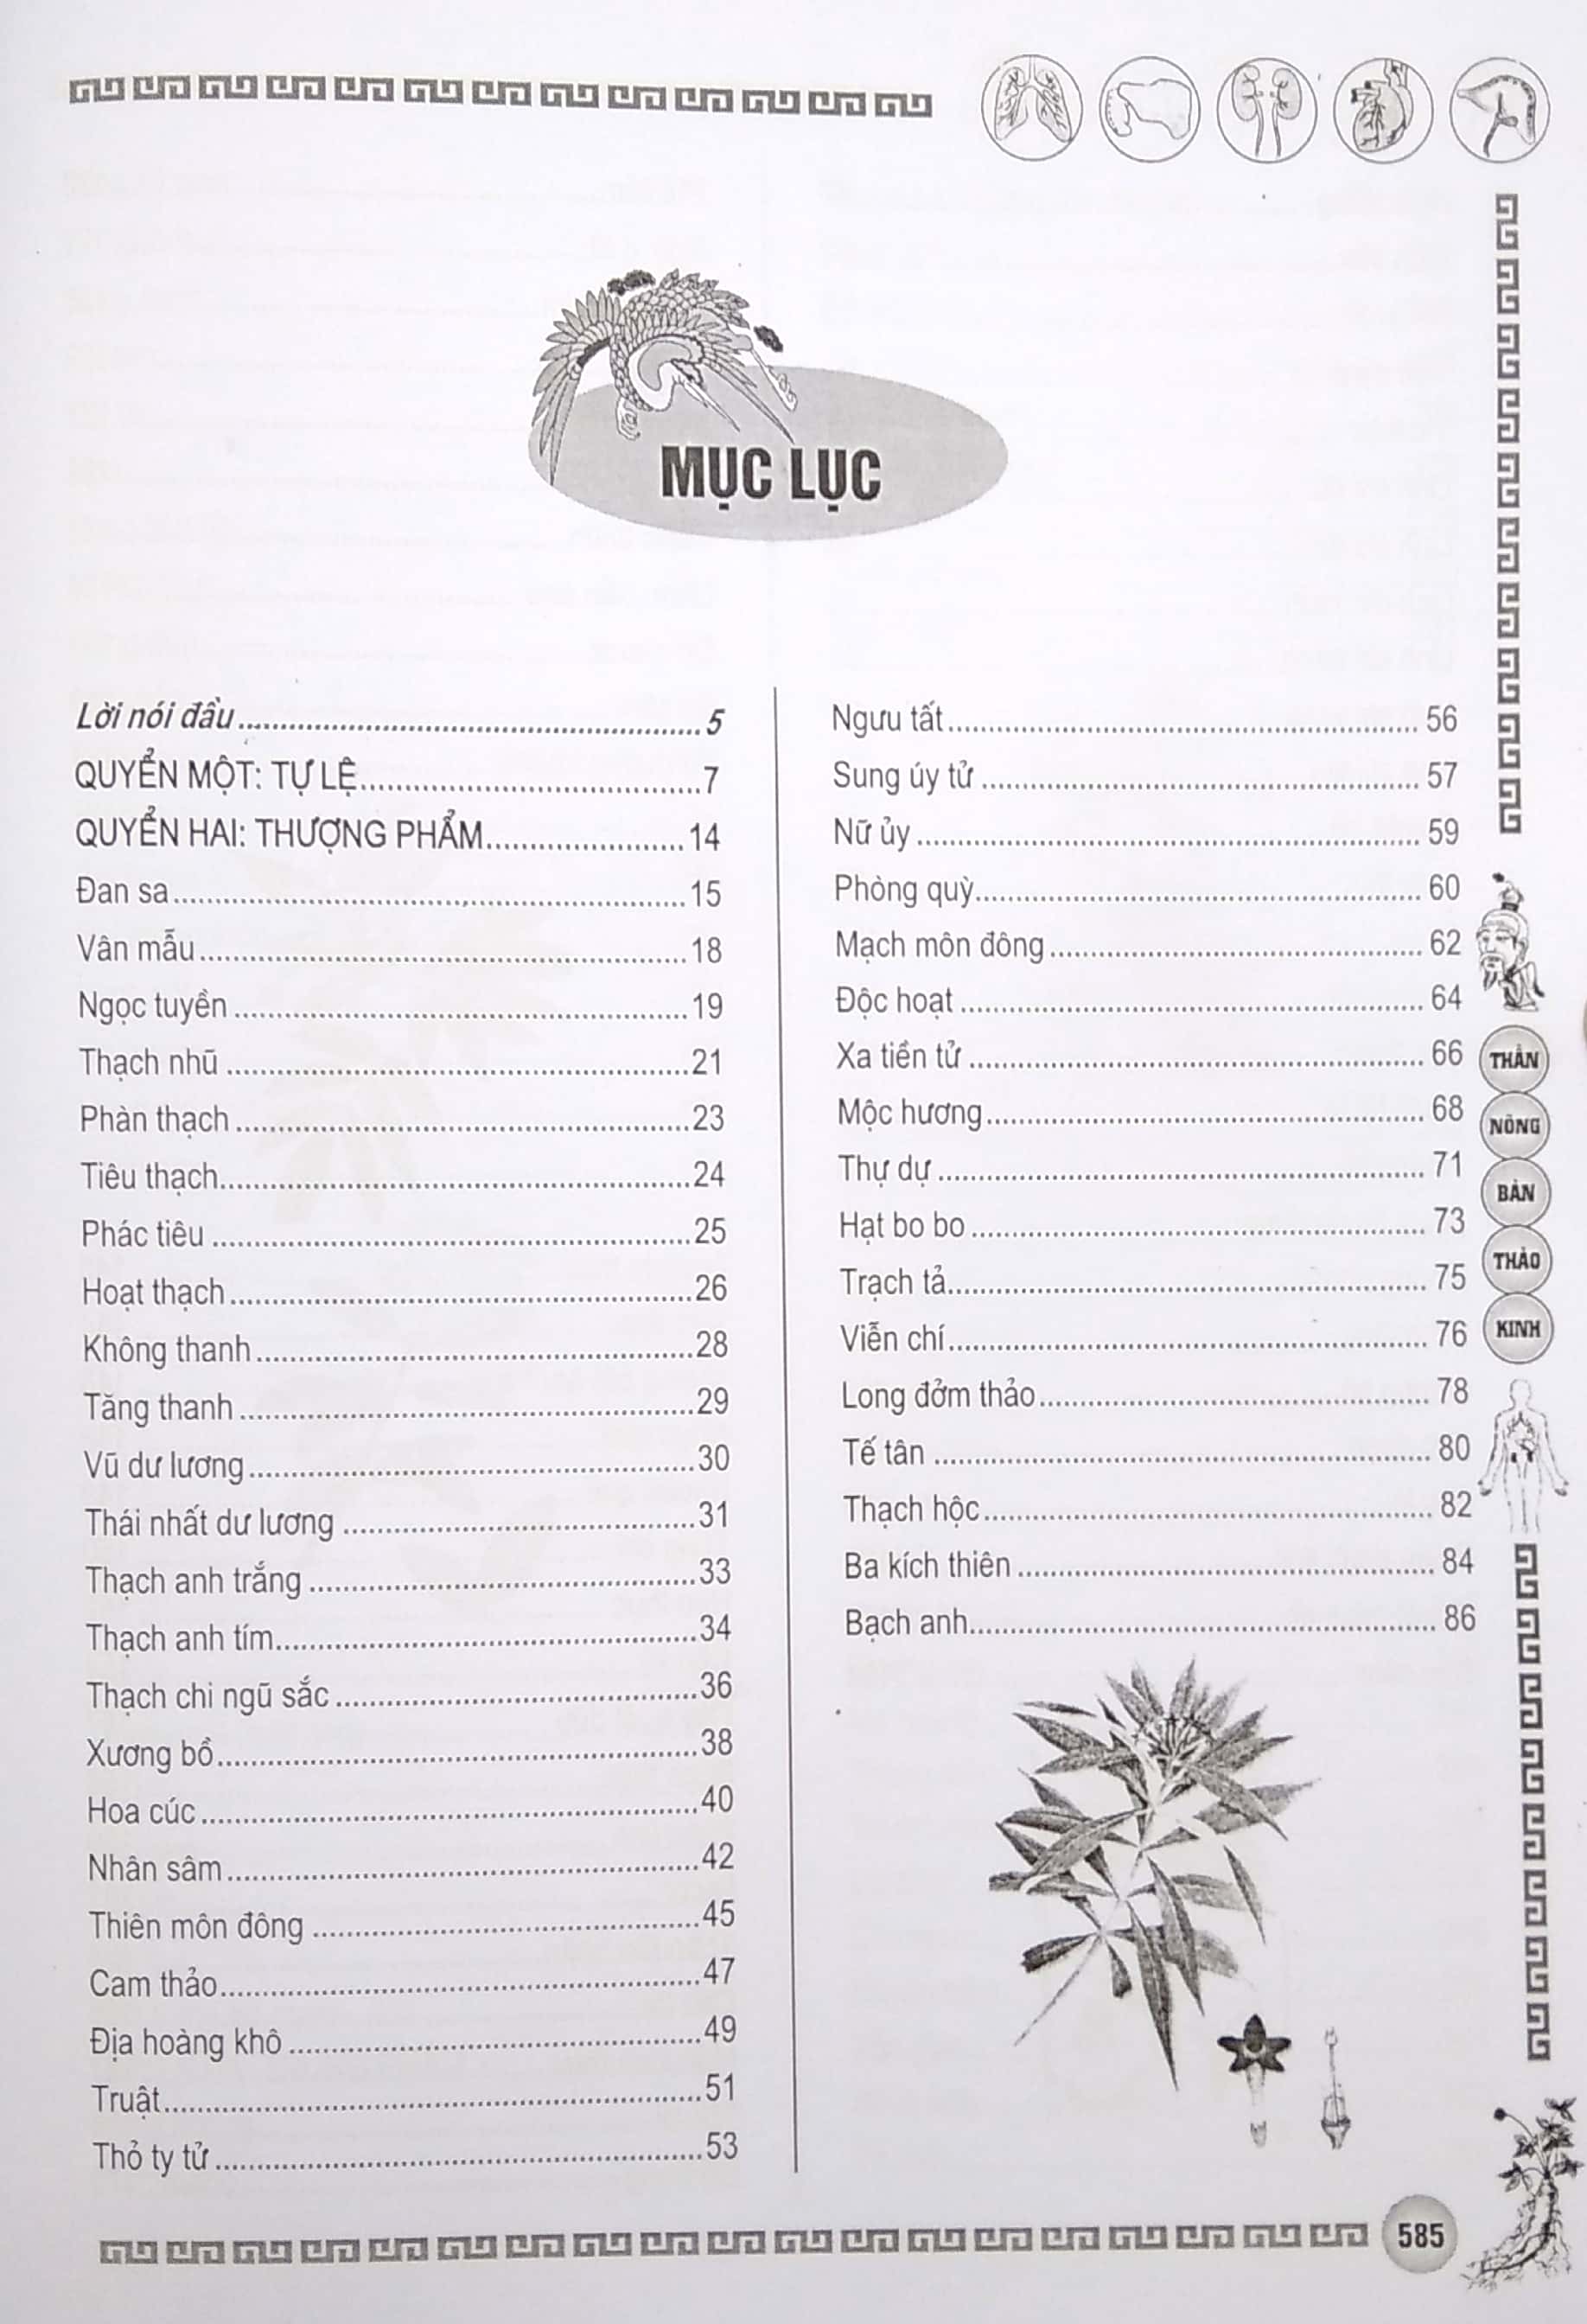 MỤC LỤC
Lời nói đầu ... 5
QUYỂN MỘT: TỰ LỆ ... 7
QUYỂN HAI: THƯỢNG PHẨM ... 14
Đan sa ... 15
Vân mẫu ... 18
Ngọc tuyền ... 19
Thạch nhũ ... 21
Phàn thạch ... 23
Tiêu thạch ... 24
Phác tiêu ... 25
Hoạt thạch ... 26
Không thanh ... 28
Tăng thanh ... 29
Vũ dư lương ... 30
Thái nhất dư lương ... 31
Thạch anh trắng ... 33
Thạch anh tím ... 34
Thạch chi ngũ sắc ... 36
Xương bồ ... 38
Hoa cúc ... 40
Nhân sâm ... 42
Thiên môn đông ... 45
Cam thảo ... 47
Địa hoàng khô ... 49
Truật ... 51
Thỏ ty tử ... 53
Ngưu tất ... 56
Sung úy tử ... 57
Nữ ủy ... 59
Phòng quỳ ... 60
Mạch môn đông ... 62
Độc hoạt ... 64
Xa tiền tử ... 66
Mộc hương ... 68
Thự dự ... 71
Hạt bo bo ... 73
Trạch tả ... 75
Viễn chí ... 76
Long đởm thảo ... 78
Tế tân ... 80
Thạch hộc ... 82
Ba kích thiên ... 84
Bạch anh ... 86
THẦN
NÔNG
BẢN
THẢO
KINH
585